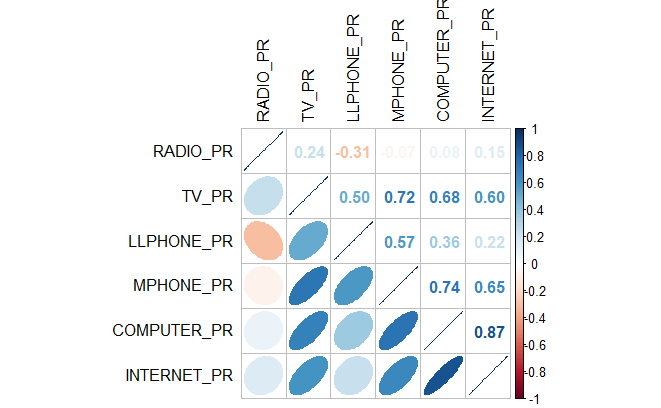 RADIO_PR
TV_PR
LLPHONE_PR
MPHONE_PR
COMPUTER_PR
INTERNET_PR
RADIO_PR 0.24 -0.31 -0.07 0.08 0.15
TV_PR 0.50 0.72 0.68 0.60
LLPHONE_PR 0.57 0.36 0.22
MPHONE_PR 0.74 0.65
COMPUTER_PR 0.87
INTERNET_PR
1
0.8
0.6
0.4
0.2
0
-0.2
-0.4
-0.6
-0.8
-1